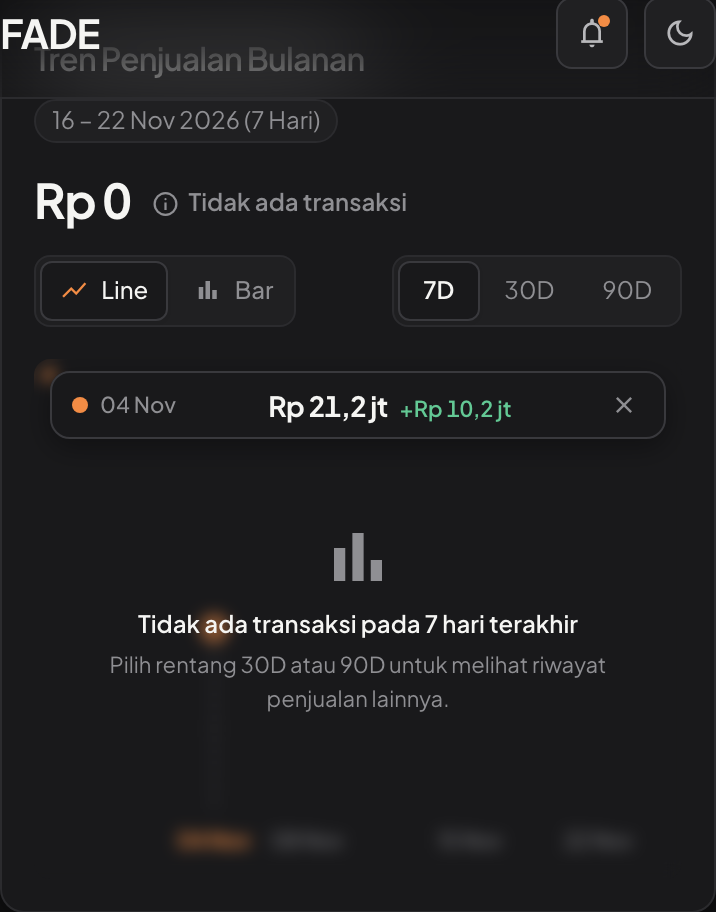 FADE
Tren Penjualan Bulanan
16 – 22 Nov 2026 (7 Hari)
Rp 0 Tidak ada transaksi
Line Bar 7D 30D 90D
04 Nov Rp 21,2 jt +Rp 10,2 jt
Tidak ada transaksi pada 7 hari terakhir
Pilih rentang 30D atau 90D untuk melihat riwayat
penjualan lainnya.